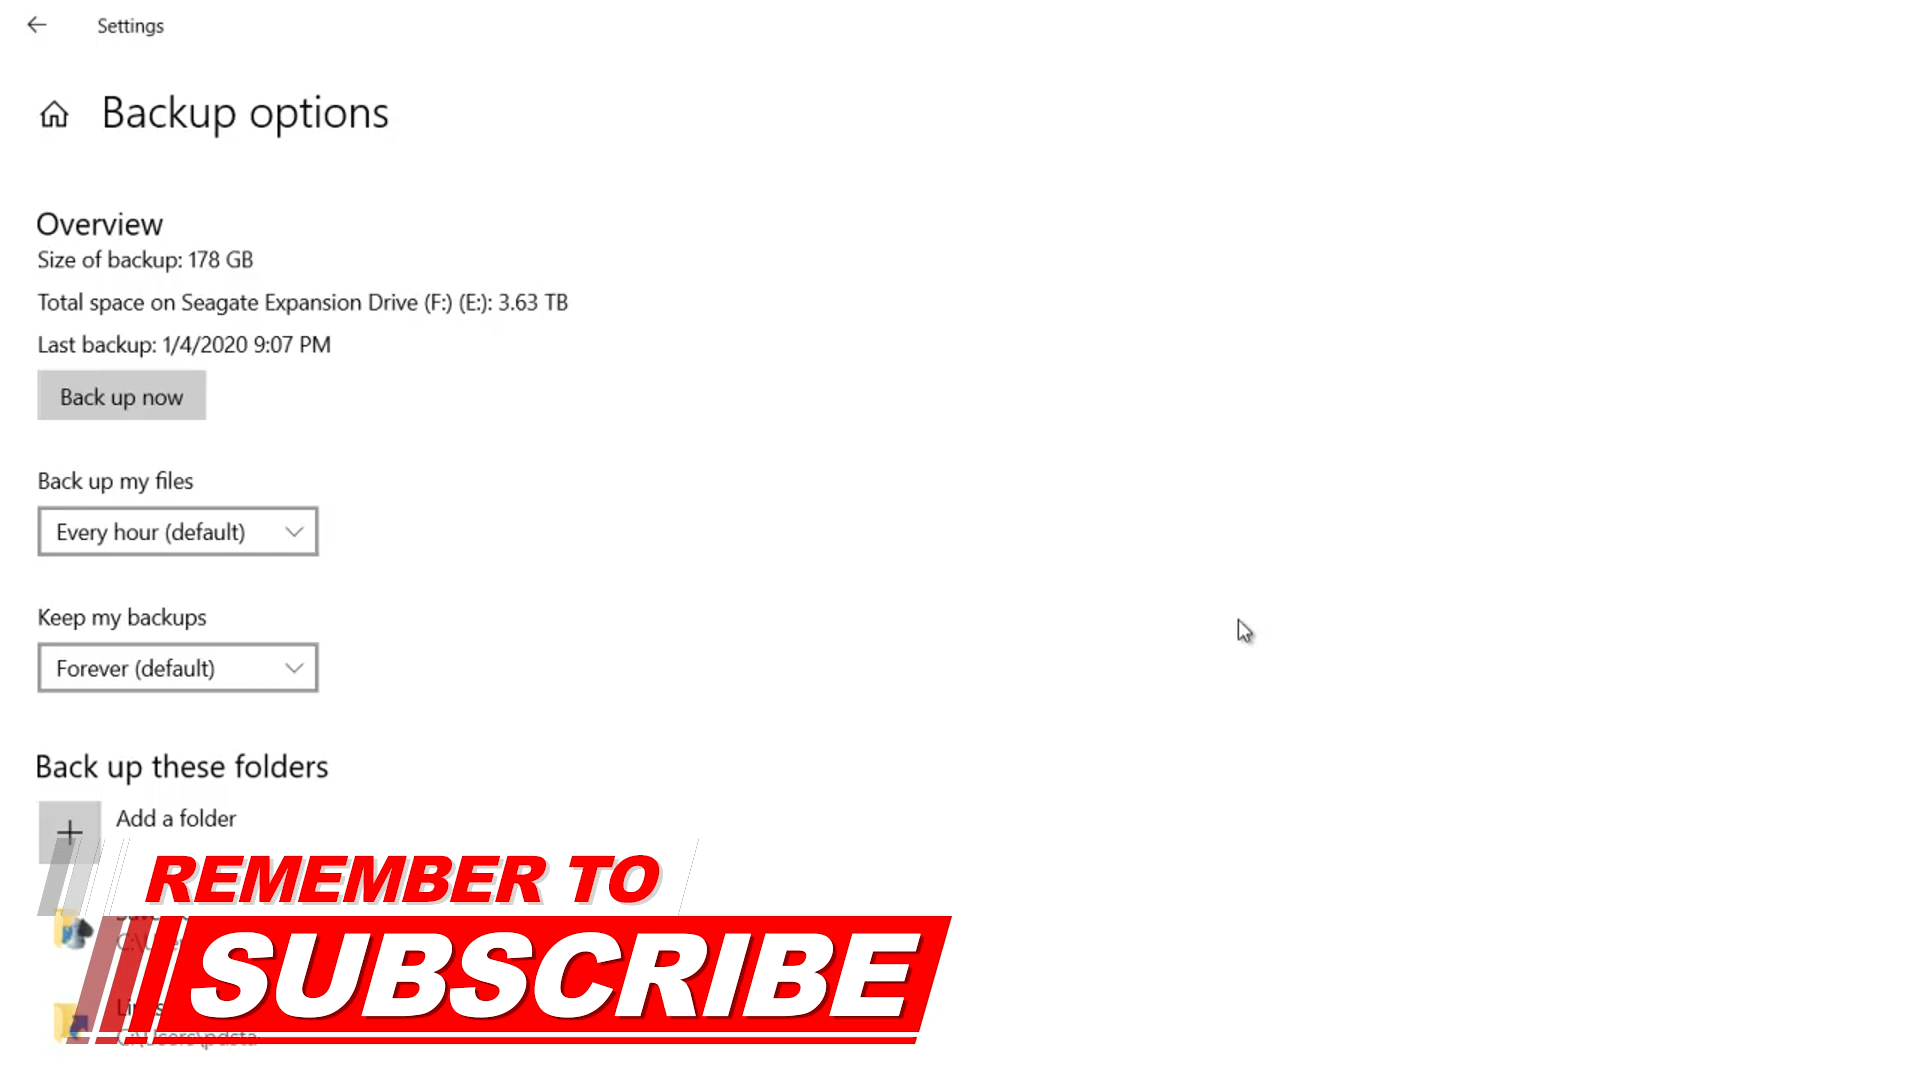 Settings
Backup options
Overview
Size of backup: 178 GB
Total space on Seagate Expansion Drive (F:) (E:): 3.63 TB
Last backup: 1/4/2020 9:07 PM
Back up now
Back up my files
Every hour (default)
Keep my backups
Forever (default)
Back up these folders
Add a folder
REMEMBER TO
SUBSCRIBE